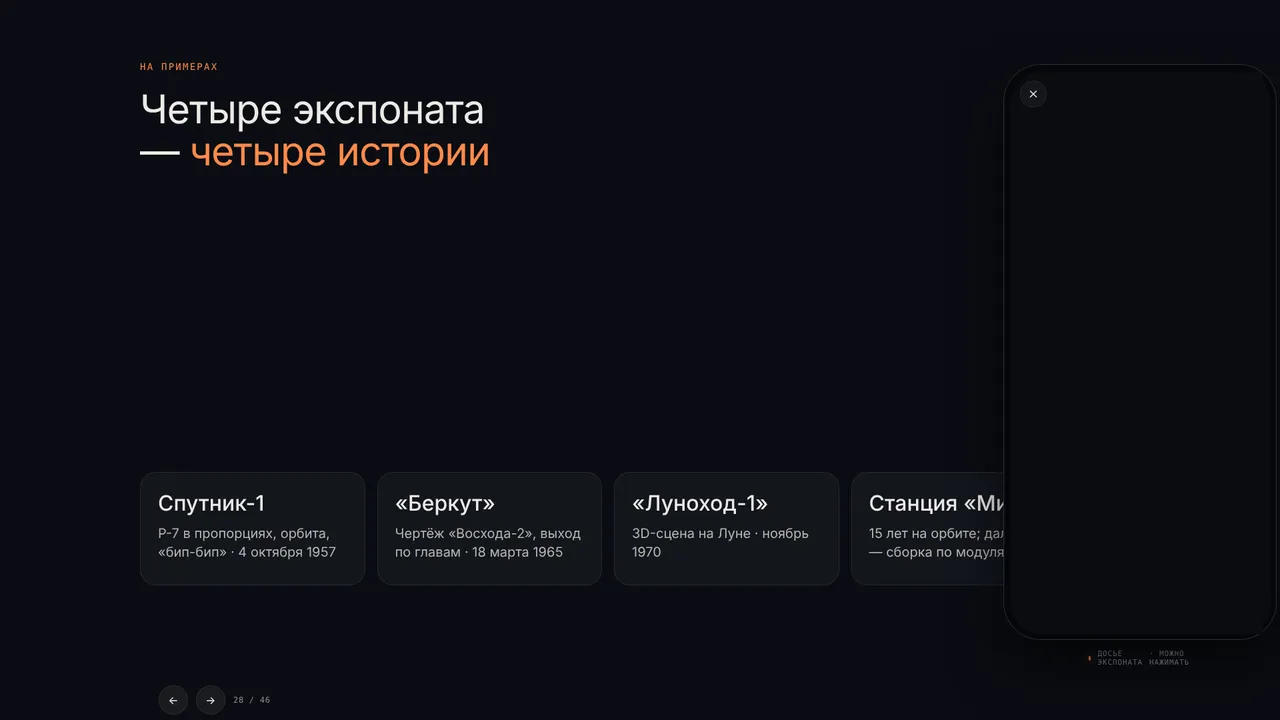 НА ПРИМЕРАХ
Четыре экспоната
— четыре истории
Спутник-1
Р-7 в пропорциях, орбита,
«бип-бип» · 4 октября 1957
«Беркут»
Чертёж «Восхода-2», выход
по главам · 18 марта 1965
«Луноход-1»
3D-сцена на Луне · ноябрь
1970
Станция «Ми
15 лет на орбите; дал
— сборка по модуля
ДОСЬЕ · МОЖНО
ЭКСПОНАТА НАЖИМАТЬ
28 / 46